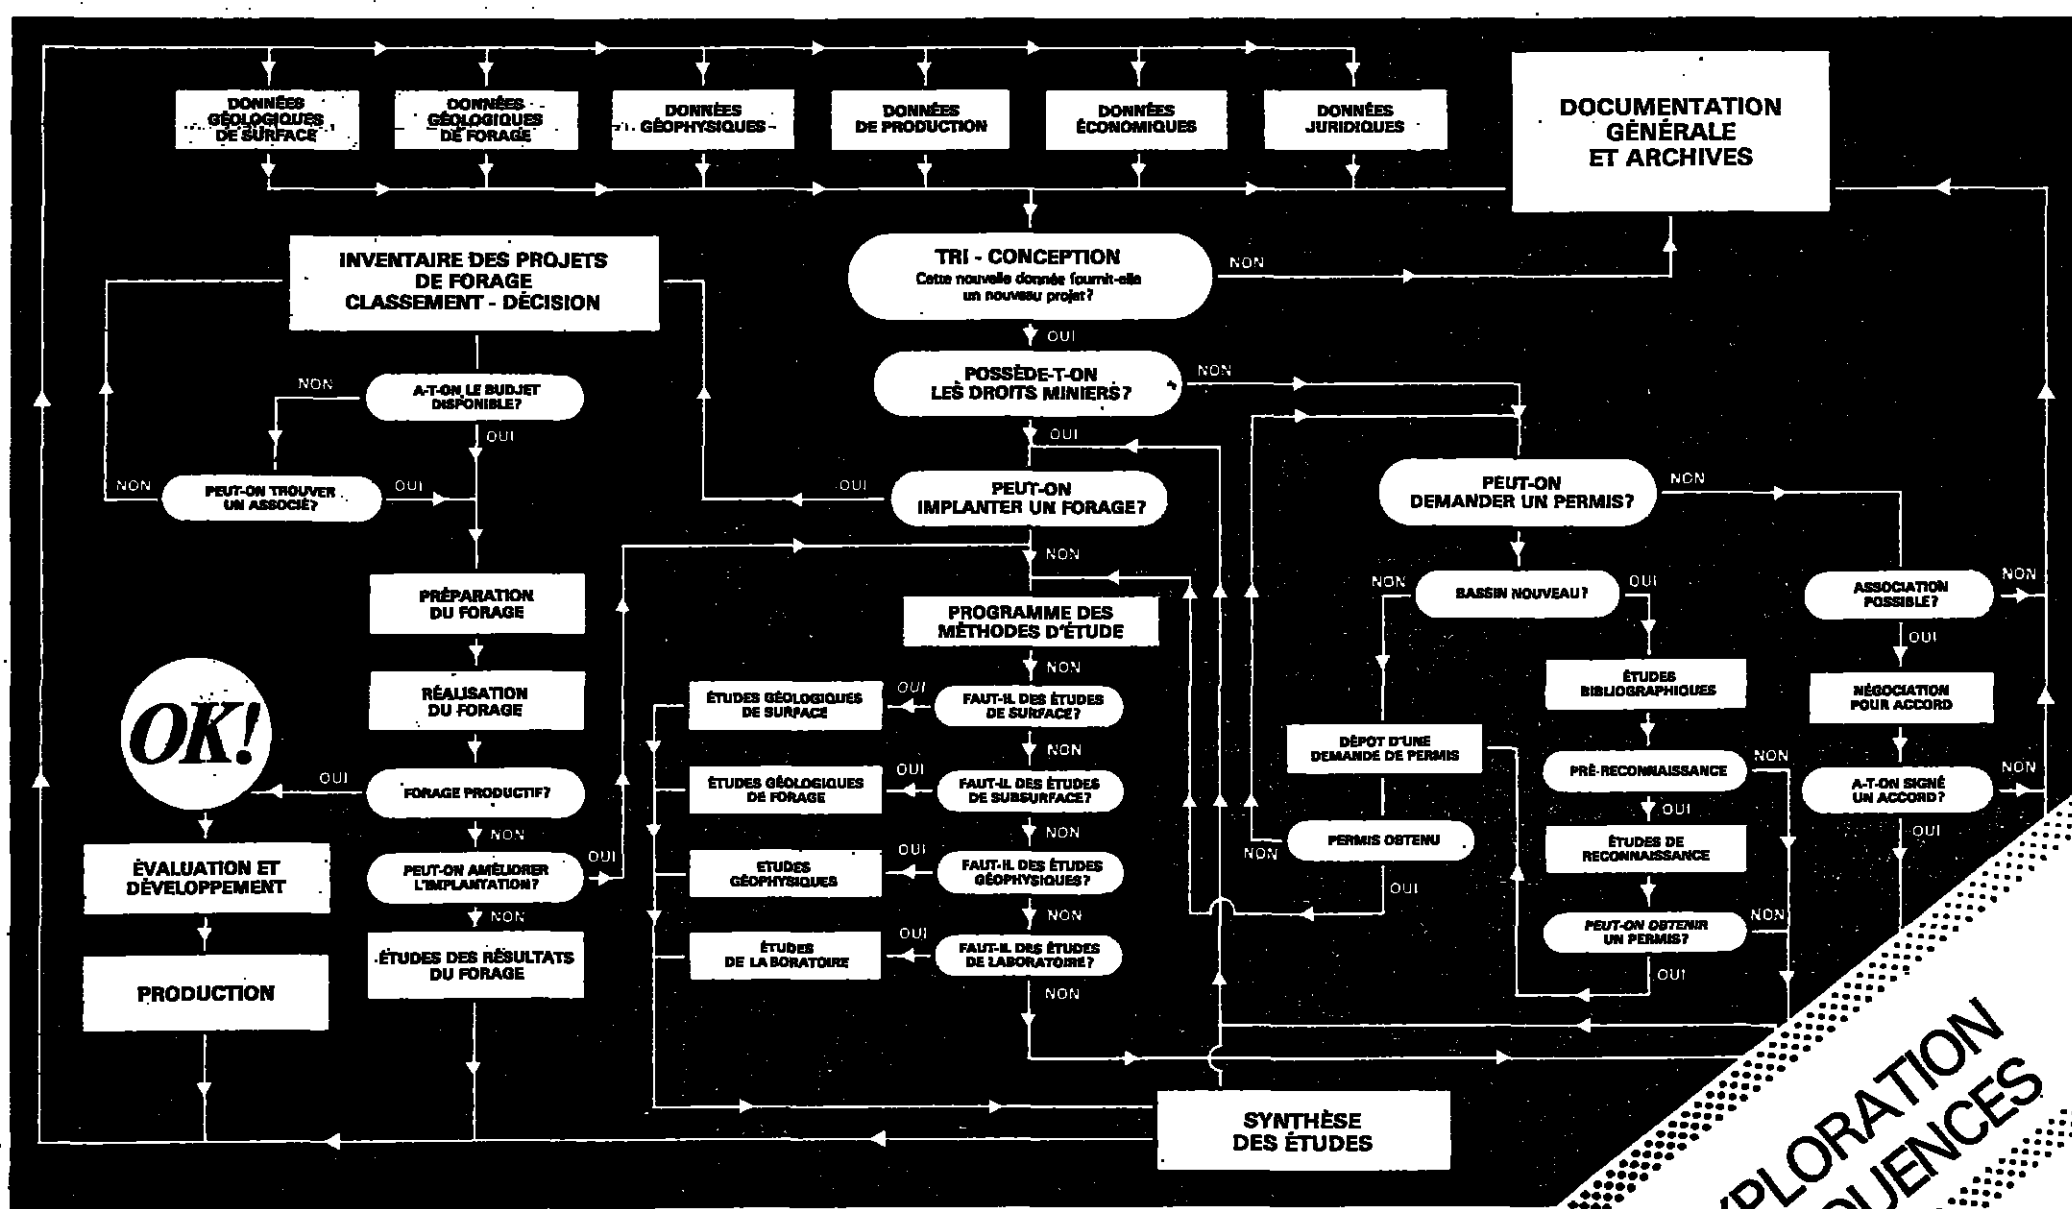 DONNÉES
GÉOLOGIQUES
DE SURFACE
DONNÉES
GÉOLOGIQUES
DE FORAGE
DONNÉES
GÉOPHYSIQUES
DONNÉES
DE PRODUCTION
DONNÉES
ÉCONOMIQUES
DONNÉES
JURIDIQUES
DOCUMENTATION
GÉNÉRALE
ET ARCHIVES
INVENTAIRE DES PROJETS
DE FORAGE
CLASSEMENT - DÉCISION
TRI - CONCEPTION
Cette nouvelle donnée fournit-elle
un nouveau projet?
NON
OUI
POSSÈDE-T-ON
LES DROITS MINIERS?
NON
OUI
NON
A-T-ON LE BUDJET
DISPONIBLE?
OUI
NON
PEUT-ON TROUVER
UN ASSOCIÉ?
OUI
OUI
PEUT-ON
IMPLANTER UN FORAGE?
NON
PEUT-ON
DEMANDER UN PERMIS?
NON
PRÉPARATION
DU FORAGE
PROGRAMME DES
MÉTHODES D'ÉTUDE
NON
NON
BASSIN NOUVEAU?
OUI
ASSOCIATION
POSSIBLE?
NON
OUI
OK!
RÉALISATION
DU FORAGE
ÉTUDES GÉOLOGIQUES
DE SURFACE
OUI
FAUT-IL DES ÉTUDES
DE SURFACE?
NON
ÉTUDES
BIBLIOGRAPHIQUES
NÉGOCIATION
POUR ACCORD
DÉPOT D'UNE
DEMANDE DE PERMIS
OUI
FORAGE PRODUCTIF?
NON
ÉTUDES GÉOLOGIQUES
DE FORAGE
OUI
FAUT-IL DES ÉTUDES
DE SUBSURFACE?
NON
PRÉ-RECONNAISSANCE
NON
OUI
A-T-ON SIGNÉ
UN ACCORD?
NON
OUI
ÉVALUATION ET
DÉVELOPPEMENT
PEUT-ON AMÉLIORER
L'IMPLANTATION?
OUI
NON
ETUDES
GÉOPHYSIQUES
OUI
FAUT-IL DES ÉTUDES
GÉOPHYSIQUES?
NON
NON
PERMIS OBTENU
OUI
ÉTUDES DE
RECONNAISSANCE
PRODUCTION
ÉTUDES DES RÉSULTATS
DU FORAGE
ÉTUDES
DE LA BORATOIRE
OUI
FAUT-IL DES ÉTUDES
DE LABORATOIRE?
NON
PEUT-ON OBTENIR
UN PERMIS?
NON
OUI
SYNTHÈSE
DES ÉTUDES